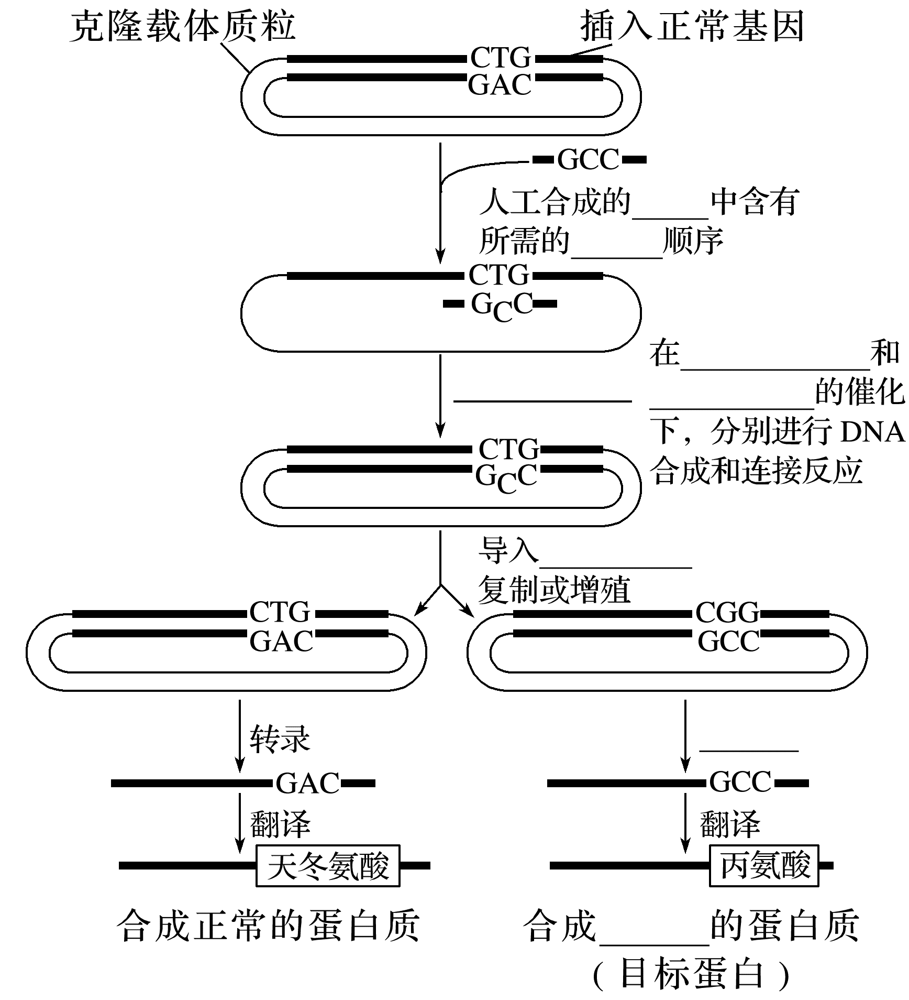 克隆载体质粒 插入正常基因
CTG
GAC
GCC
人工合成的______中含有
所需的______顺序
CTG
GCC
在____________和
____________的催化
下，分别进行 DNA
合成和连接反应
CTG
GCC
导入__________
复制或增殖
CTG
GAC
CGG
GCC
转录 ______
GAC
GCC
翻译
翻译
天冬氨酸
丙氨酸
合成正常的蛋白质
合成______的蛋白质
(目标蛋白)